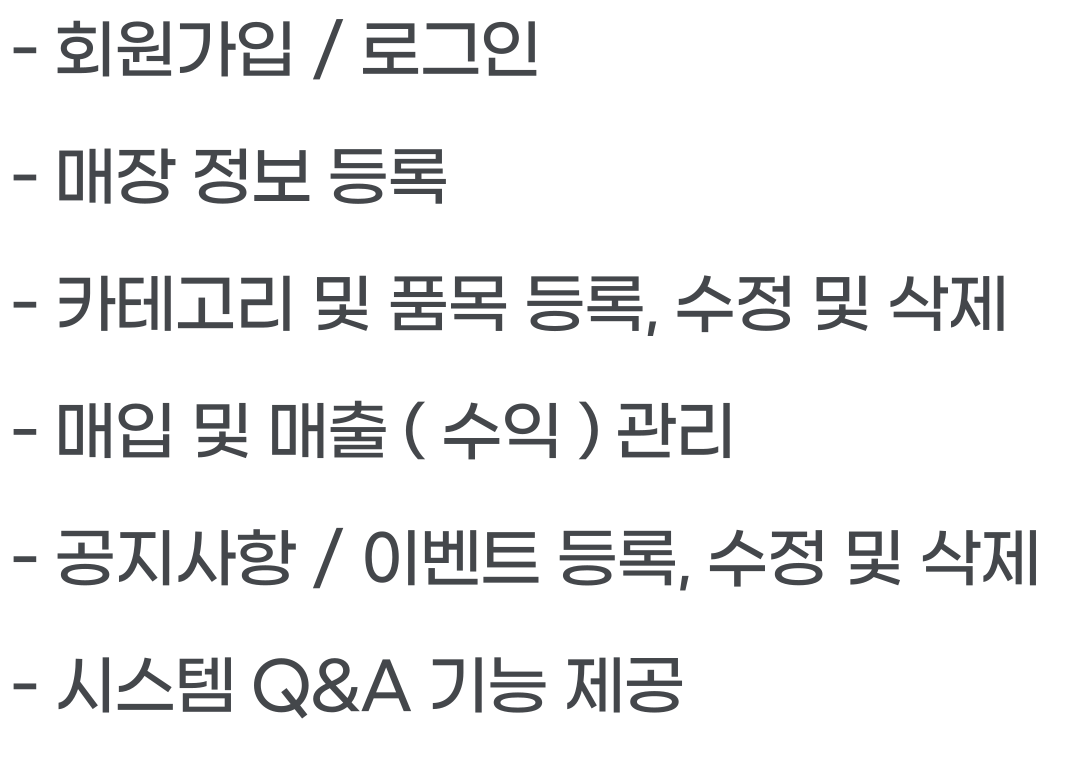 - 회원가입 / 로그인
- 매장 정보 등록
- 카테고리 및 품목 등록, 수정 및 삭제
- 매입 및 매출 ( 수익 ) 관리
- 공지사항 / 이벤트 등록, 수정 및 삭제
- 시스템 Q&A 기능 제공